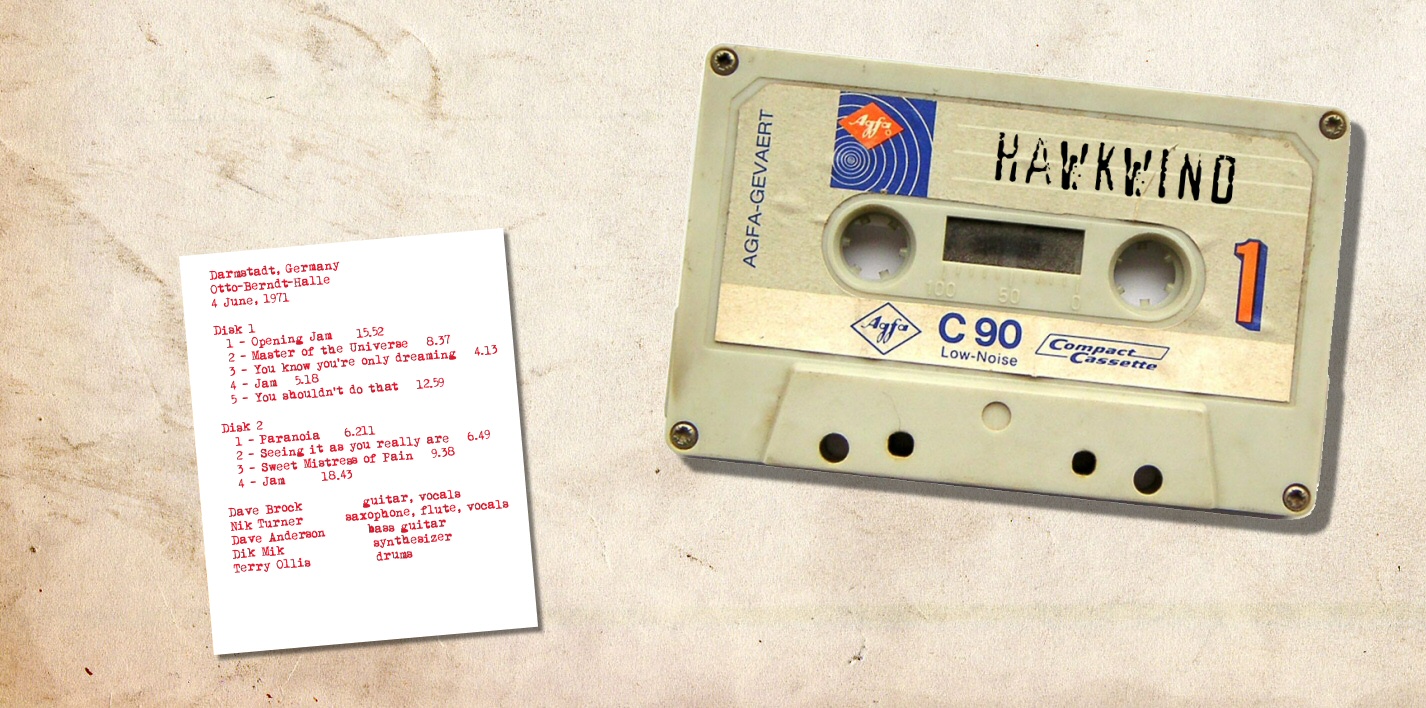 Darmstadt, Germany
Otto-Berndt-Halle
4 June, 1971
Disk 1
1 - Opening Jam 15.52
2 - Master of the Universe 8.37
3 - You know you're only dreaming 4.13
4 - Jam 5.18
5 - You shouldn't do that 12.59
Disk 2
1 - Paranoia 6.211
2 - Seeing it as you really are 6.49
3 - Sweet Mistress of Pain 9.38
4 - Jam 18.43
Dave Brock guitar, vocals
Nik Turner saxophone, flute, vocals
Dave Anderson bass guitar
Dik Mik synthesizer
Terry Ollis drums
AGFA-GEVAERT
Agfa
HAWKWIND
1
100 50 0
Agfa
C 90
Low-Noise
Compact
Cassette